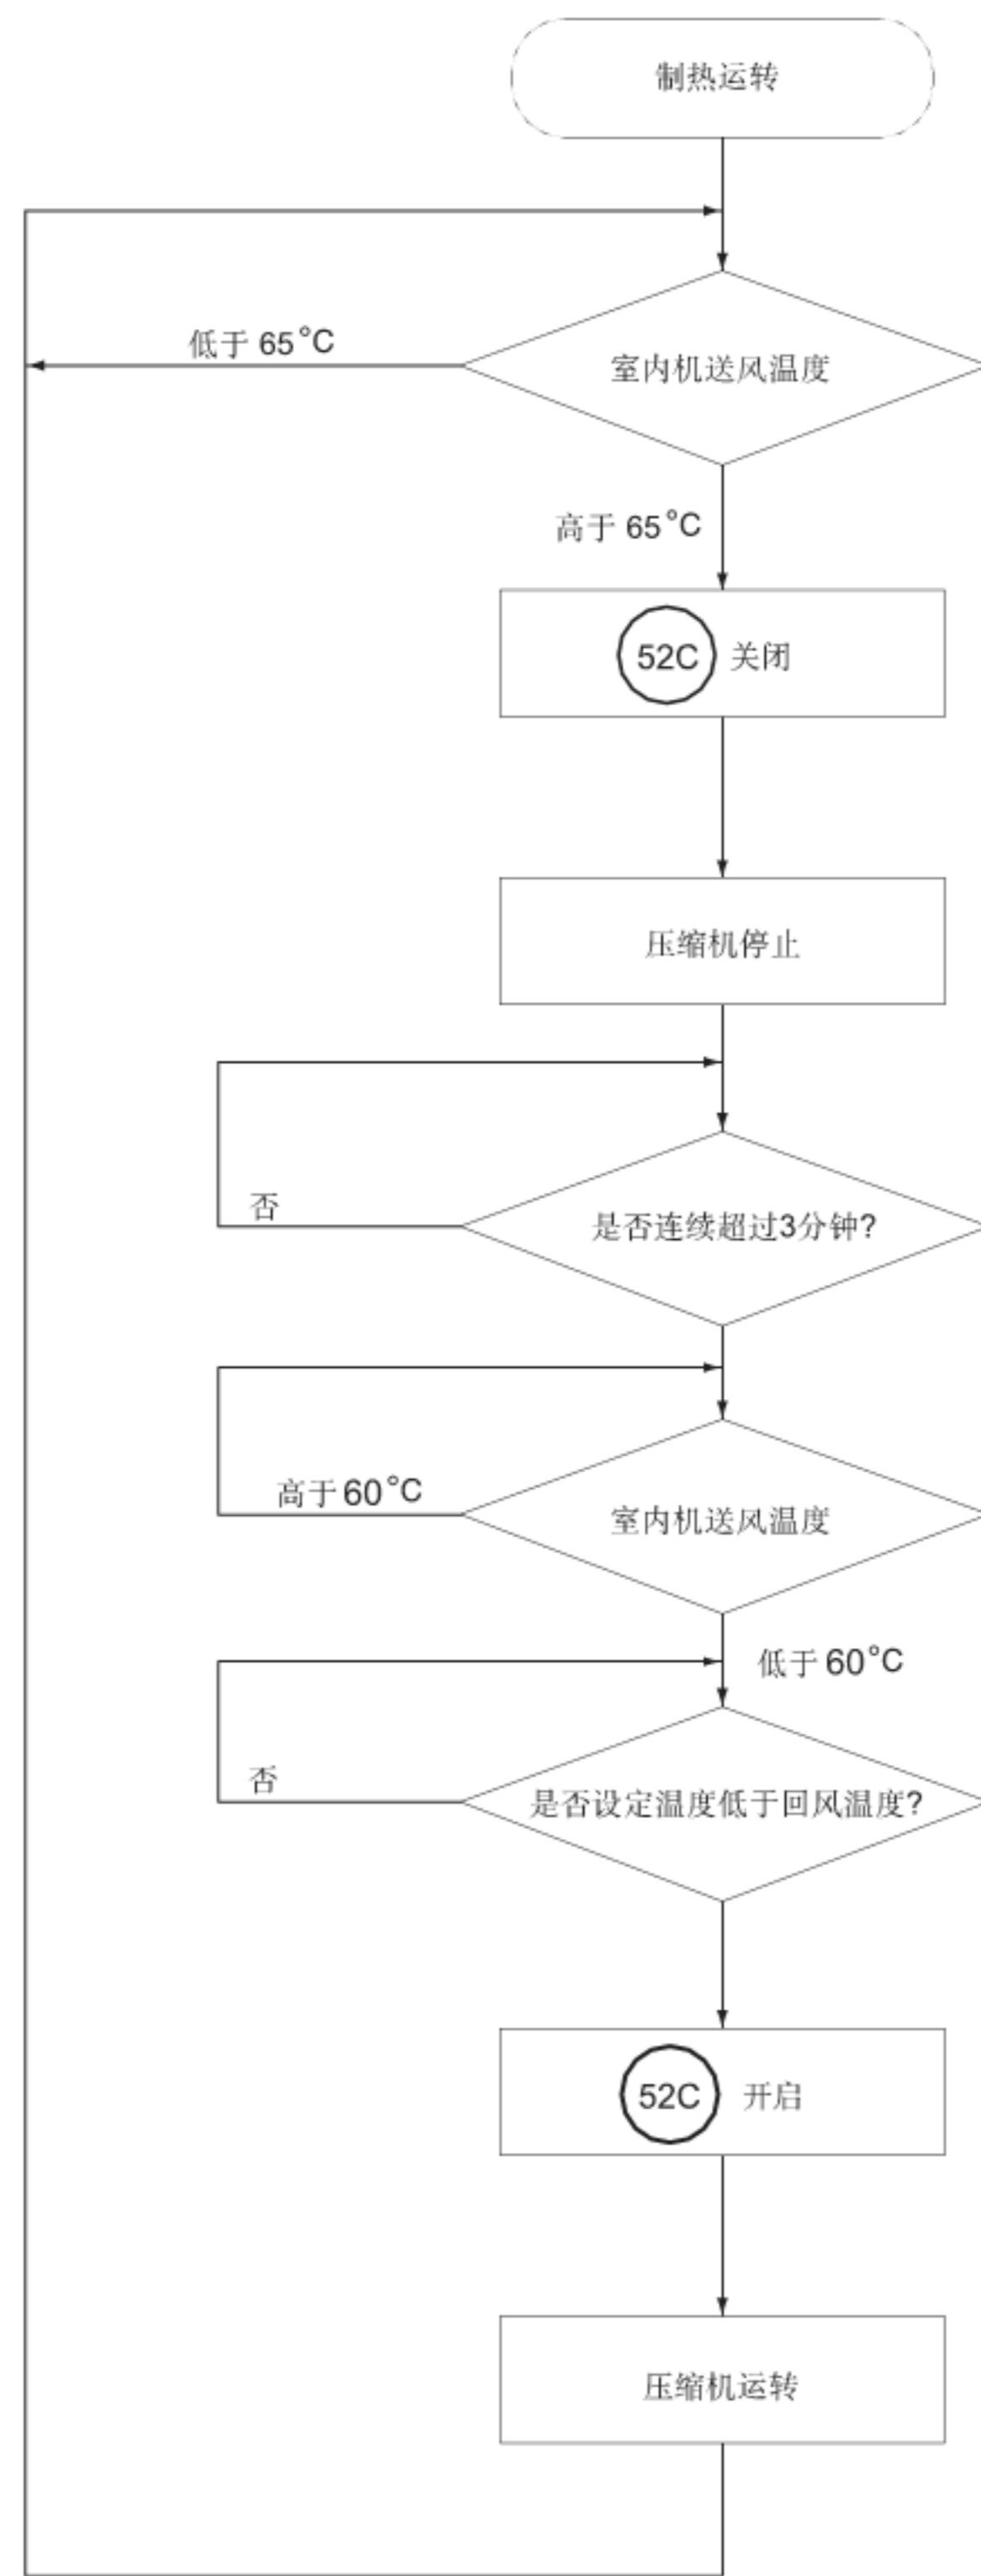 制热运转
低于 65°C
室内机送风温度
高于 65°C
52C 关闭
压缩机停止
否
是否连续超过3分钟?
高于 60°C
室内机送风温度
低于 60°C
否
是否设定温度低于回风温度?
52C 开启
压缩机运转